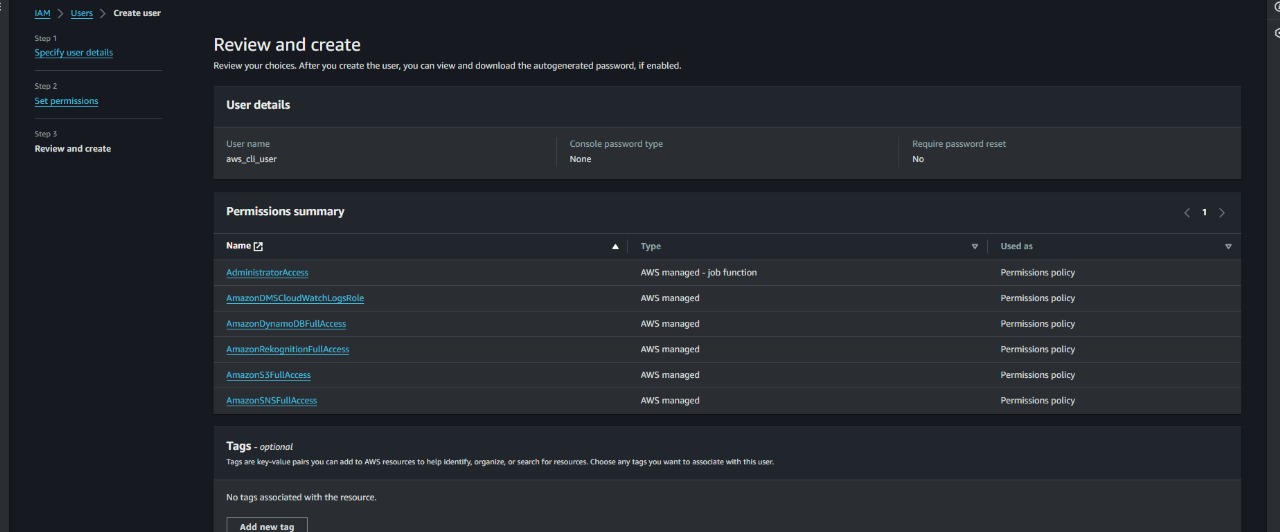 IAM > Users > Create user
Step 1
Specify user details
Step 2
Set permissions
Step 3
Review and create
Review and create
Review your choices. After you create the user, you can view and download the autogenerated password, if enabled.
User details
User name Console password type Require password reset
aws_cli_user None No
Permissions summary < 1 >
Name Type Used as
AdministratorAccess AWS managed - job function Permissions policy
AmazonDMSCloudWatchLogsRole AWS managed Permissions policy
AmazonDynamoDBFullAccess AWS managed Permissions policy
AmazonRekognitionFullAccess AWS managed Permissions policy
AmazonS3FullAccess AWS managed Permissions policy
AmazonSNSFullAccess AWS managed Permissions policy
Tags - optional
Tags are key-value pairs you can add to AWS resources to help identify, organize, or search for resources. Choose any tags you want to associate with this user.
No tags associated with the resource.
Add new tag